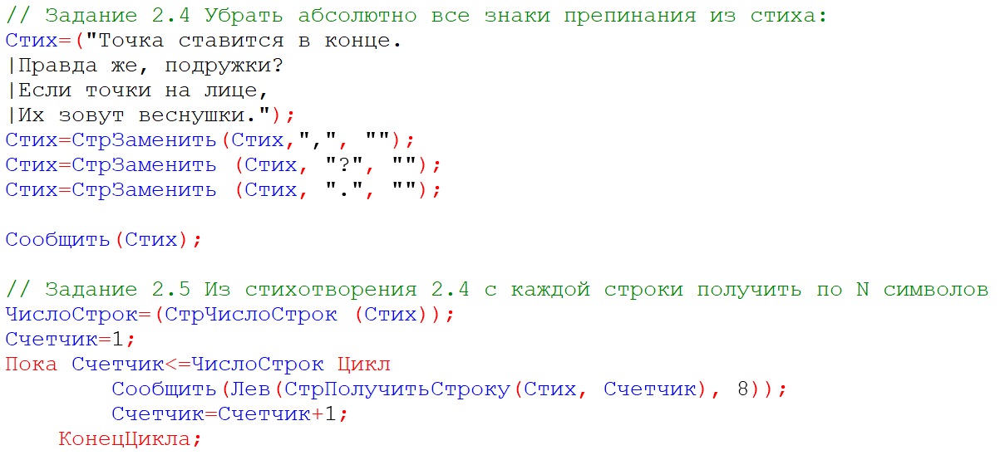 // Задание 2.4 Убрать абсолютно все знаки препинания из стиха:
Стих=("Точка ставится в конце.
|Правда же, подружки?
|Если точки на лице,
|Их зовут веснушки.");
Стих=СтрЗаменить(Стих,",", "");
Стих=СтрЗаменить (Стих, "?", "");
Стих=СтрЗаменить (Стих, ".", "");
Сообщить(Стих);
// Задание 2.5 Из стихотворения 2.4 с каждой строки получить по N символов
ЧислоСтрок=(СтрЧислоСтрок (Стих));
Счетчик=1;
Пока Счетчик<=ЧислоСтрок Цикл
Сообщить(Лев(СтрПолучитьСтроку(Стих, Счетчик), 8));
Счетчик=Счетчик+1;
КонецЦикла;